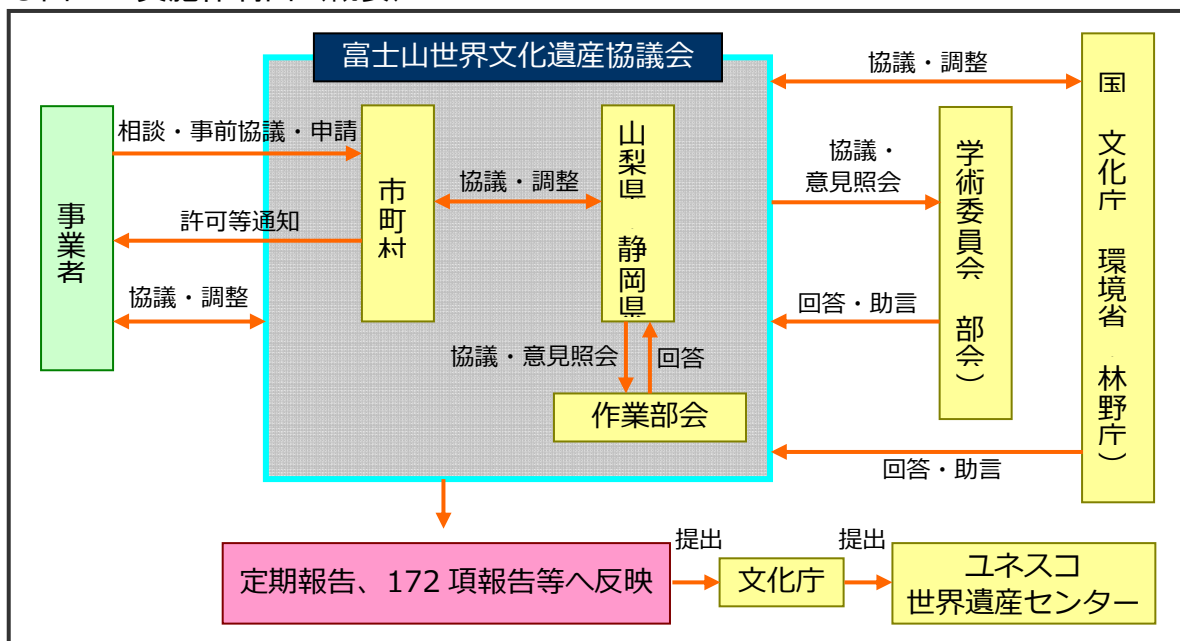 富士山世界文化遺産協議会
協議・調整
国 文化庁 環境省 林野庁）
相談・事前協議・申請
事業者
許可等通知
協議・調整
市町村
協議・調整
山梨県 静岡県
協議・意見照会
回答
作業部会
協議・
意見照会
学術委員会 部会）
回答・助言
回答・助言
定期報告、172 項報告等へ反映
提出
文化庁
提出
ユネスコ
世界遺産センター